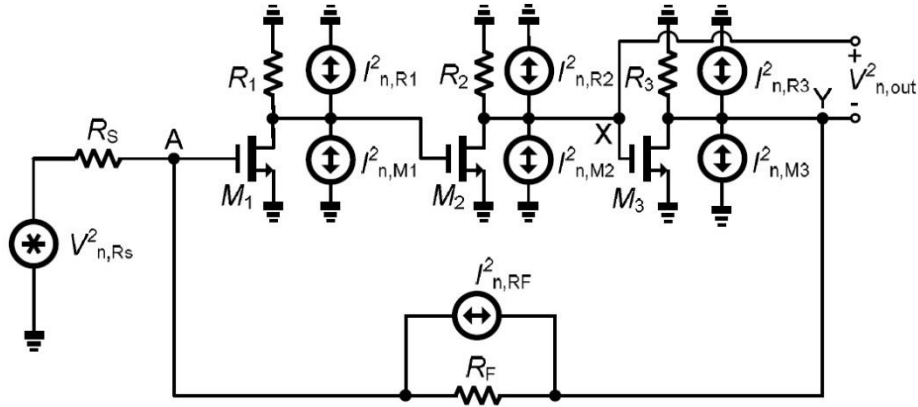 R1
I²n,R1
R2
I²n,R2
R3
I²n,R3
+
V²n,out
-
Y
RS
A
X
M1
I²n,M1
M2
I²n,M2
M3
I²n,M3
V²n,Rs
I²n,RF
RF